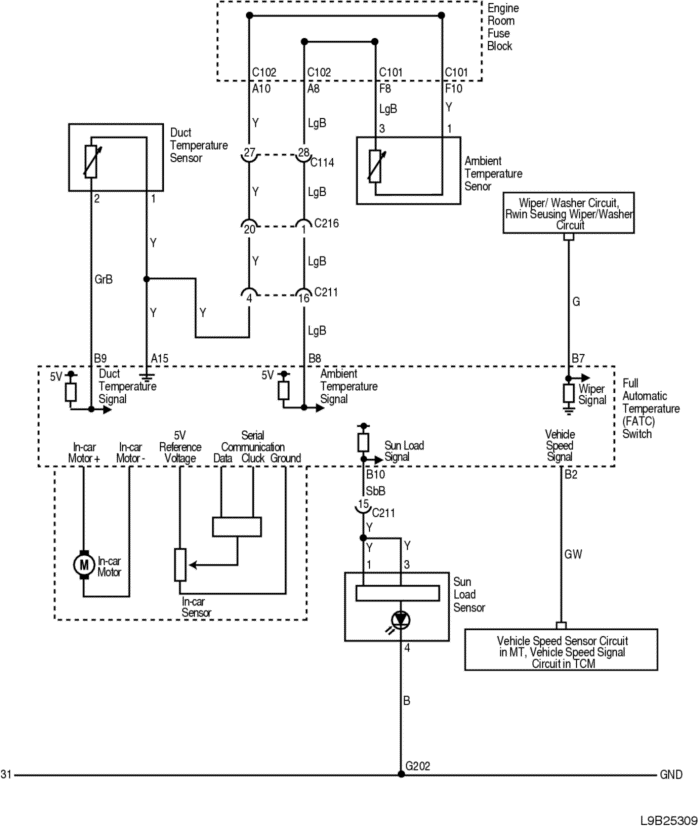 Engine
Room
Fuse
Block
C102
C102
C101
C101
A10
A8
F8
F10
Y
LgB
LgB
Y
3
1
Duct
Temperature
Sensor
27
28
C114
Ambient
Temperature
Senor
2
1
Y
LgB
Wiper/ Washer Circuit,
Rwin Seusing Wiper/Washer
Circuit
20
1
C216
Y
Y
LgB
GrB
4
16
C211
G
Y
Y
LgB
B9
A15
B8
B7
5V
Duct
Temperature
Signal
5V
Ambient
Temperature
Signal
Wiper
Signal
Full
Automatic
Temperature
(FATC)
Switch
In-car
Motor +
In-car
Motor -
5V
Reference
Voltage
Serial
Communication
Data
Cluck
Ground
Sun Load
Signal
Vehicle
Speed
Signal
B10
B2
SbB
15
C211
Y
Y
Y
GW
M
In-car
Motor
1
3
Sun
Load
Sensor
In-car
Sensor
4
Vehicle Speed Sensor Circuit
in MT, Vehicle Speed Signal
Circuit in TCM
B
G202
31
GND
L9B25309